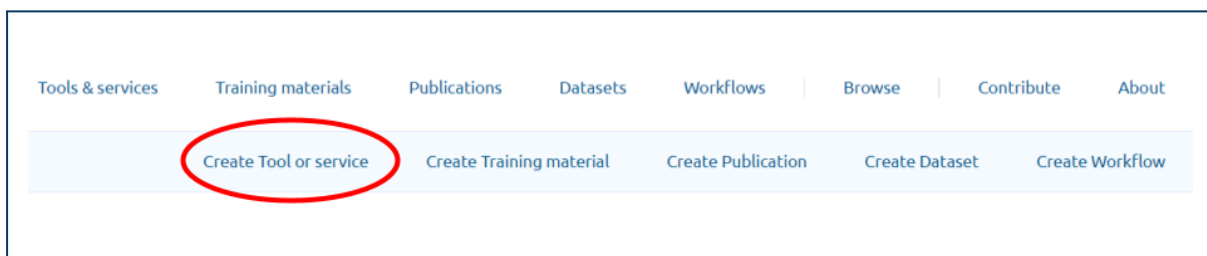 Tools & services Training materials Publications Datasets Workflows Browse Contribute About
Create Tool or service Create Training material Create Publication Create Dataset Create Workflow